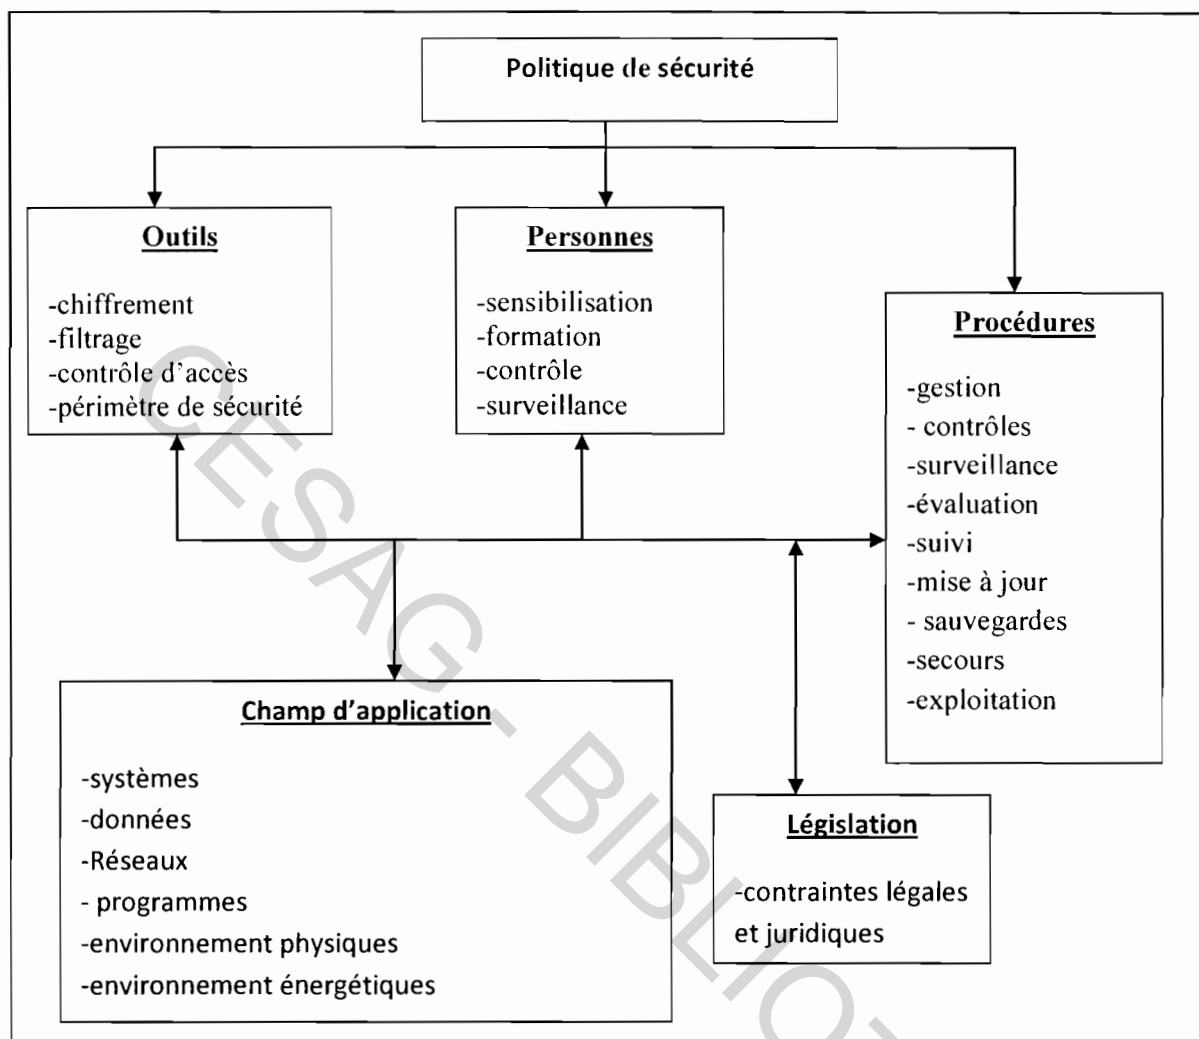 Politique de sécurité
Outils
-chiffrement
-filtrage
-contrôle d'accès
-périmètre de sécurité
Personnes
-sensibilisation
-formation
-contrôle
-surveillance
Procédures
-gestion
- contrôles
-surveillance
-évaluation
-suivi
-mise à jour
- sauvegardes
-secours
-exploitation
Champ d'application
-systèmes
-données
-Réseaux
- programmes
-environnement physiques
-environnement énergétiques
Législation
-contraintes légales
et juridiques
CESAG - BIBLIOT